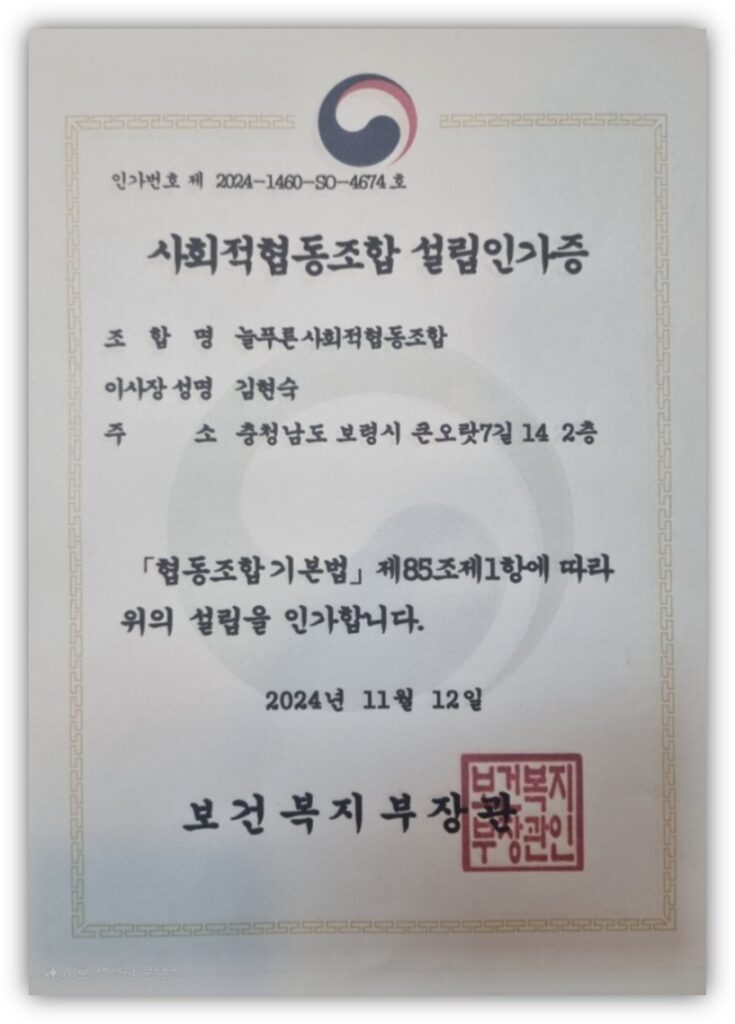 인가번호 제 2024-1460-SO-4674 호
사회적협동조합 설립인가증
조 합 명 늘푸른사회적협동조합
이사장 성명 김현숙
주 소 충청남도 보령시 큰오랏7길 14 2층
「협동조합 기본법」 제85조제1항에 따라
위의 설립을 인가합니다.
2024년 11월 12일
보건복지부장관
보건복지
부장관인
콘텐츠